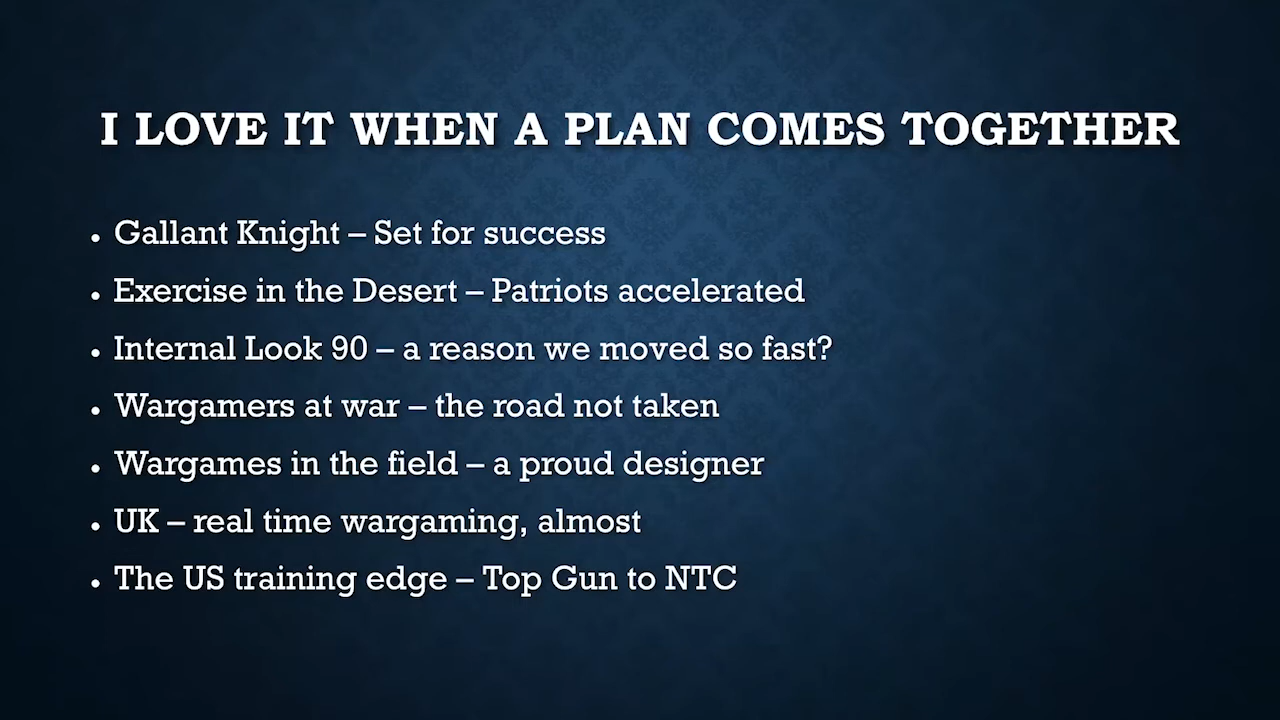 I LOVE IT WHEN A PLAN COMES TOGETHER
• Gallant Knight – Set for success
• Exercise in the Desert – Patriots accelerated
• Internal Look 90 – a reason we moved so fast?
• Wargamers at war – the road not taken
• Wargames in the field – a proud designer
• UK – real time wargaming, almost
• The US training edge – Top Gun to NTC